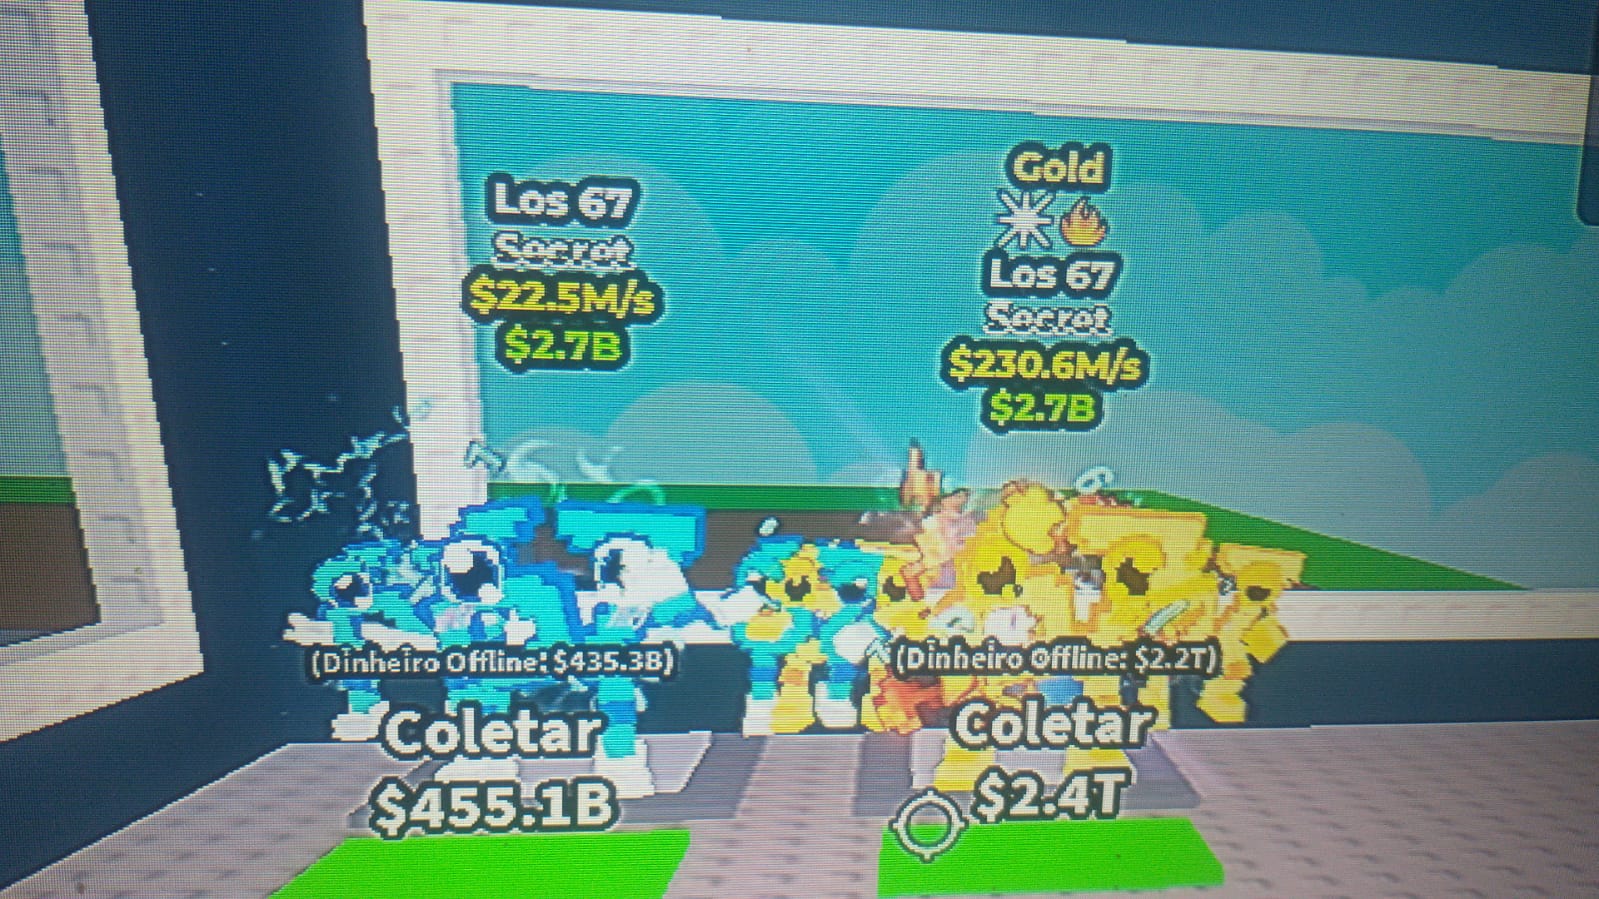 Los 67
Secret
$22.5M/s
$2.7B
(Dinheiro Offline: $435.3B)
Coletar
$455.1B
Gold
Los 67
Secret
$230.6M/s
$2.7B
(Dinheiro Offline: $2.2T)
Coletar
$2.4T